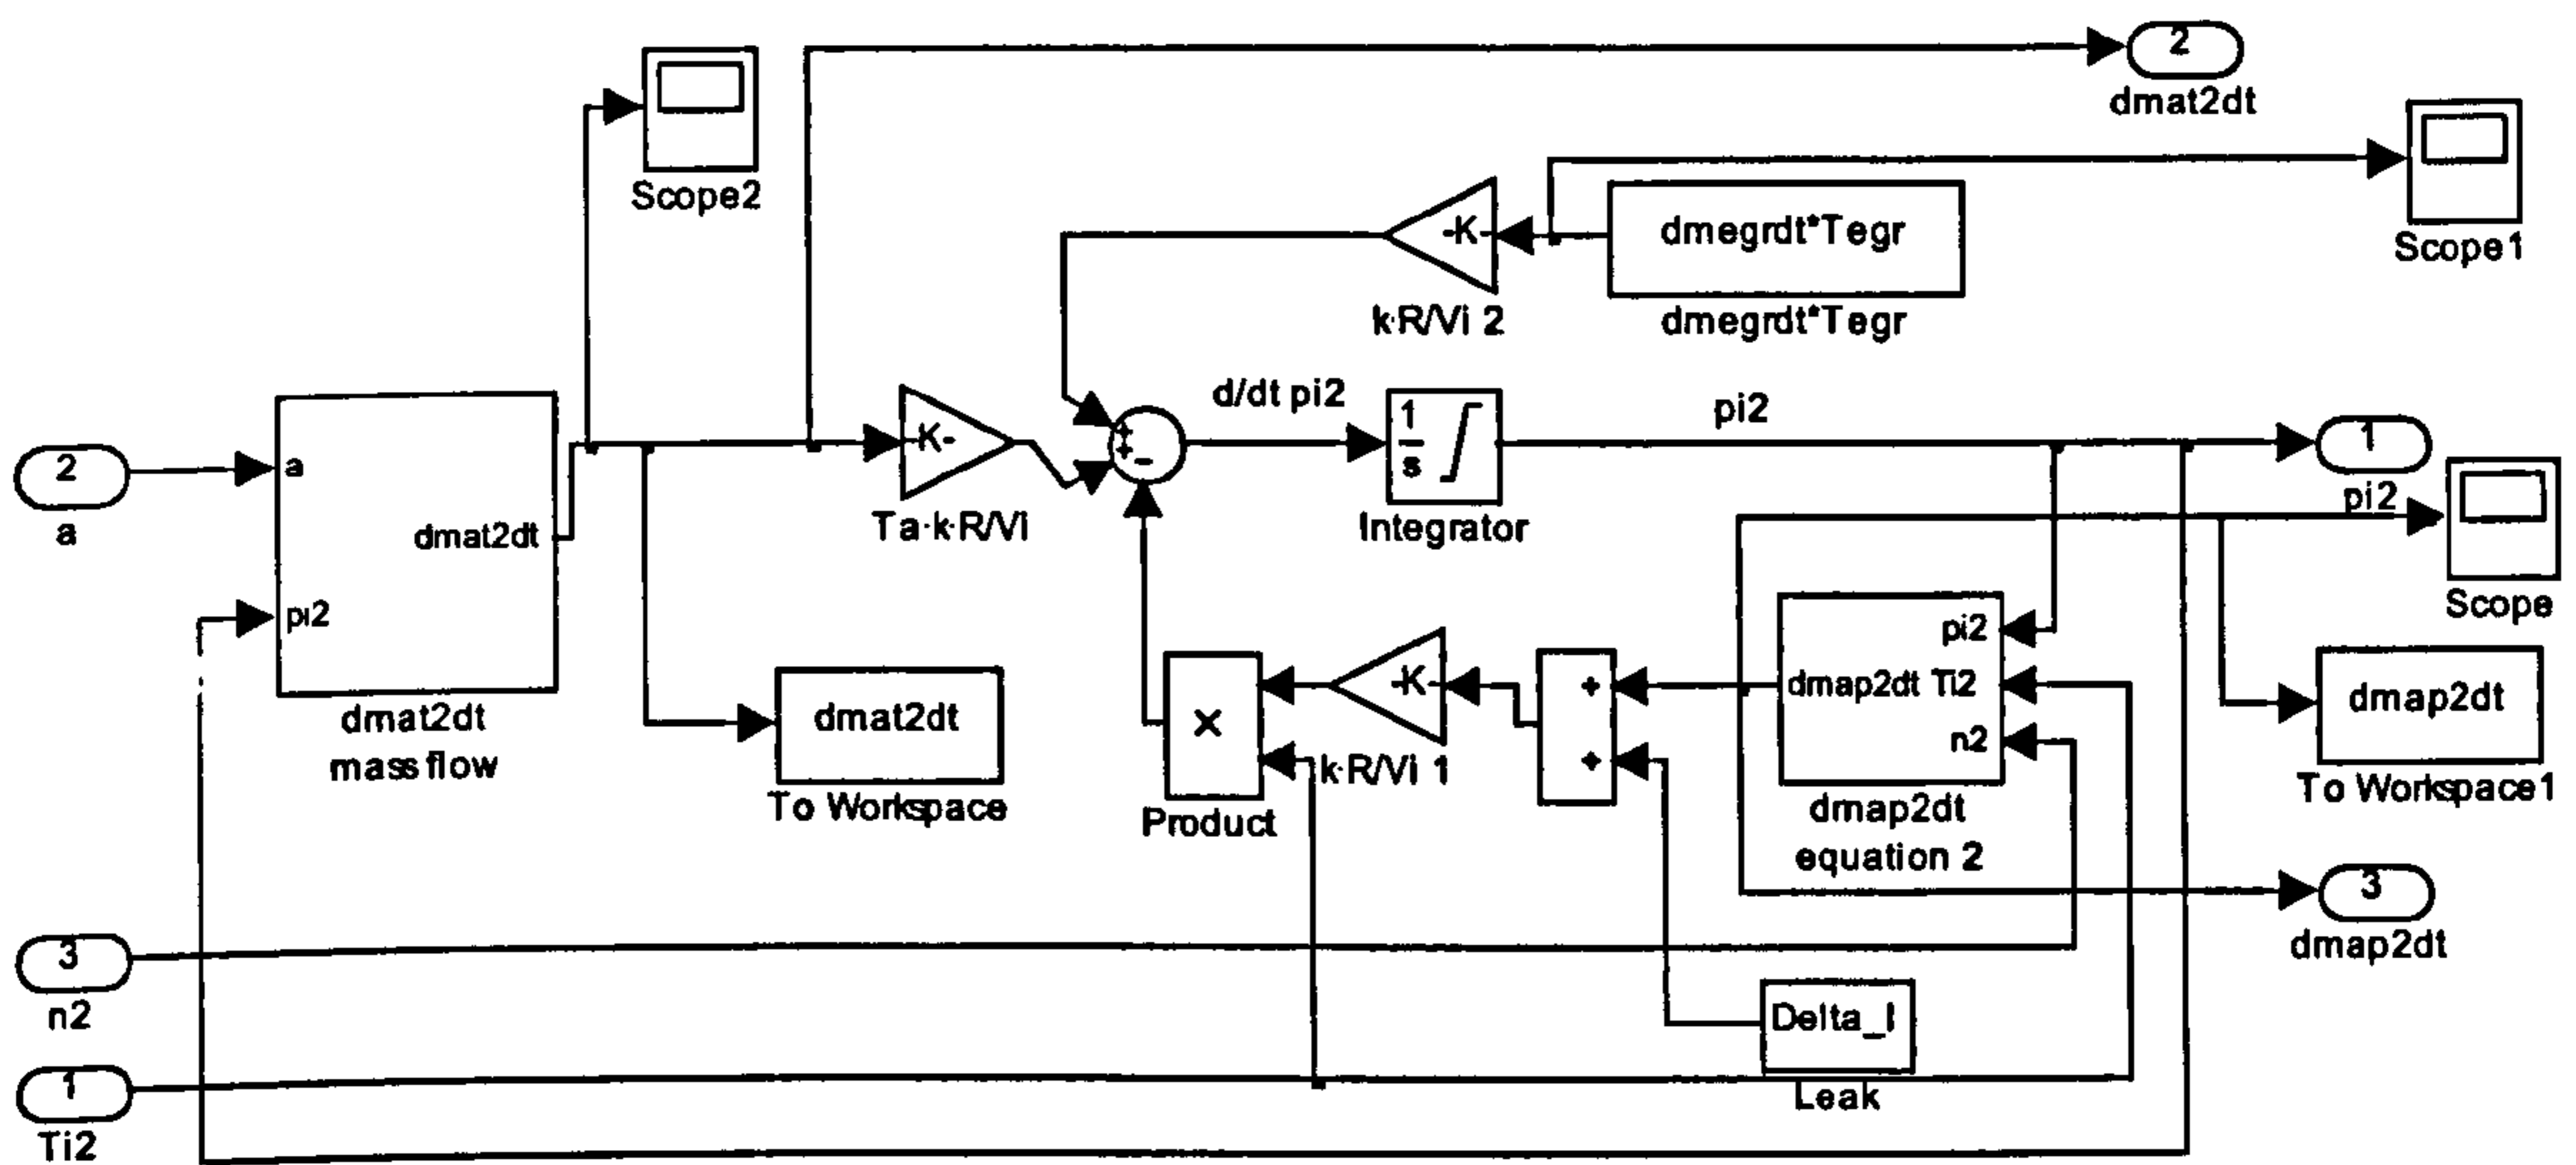 2
dmat2dt
Scope2
Scope1
-K-
k·R/Vi 2
dmegrdt*Tegr
dmegrdt*Tegr
2
a
a
pi2
dmat2dt
dmat2dt
mass flow
-K-
Ta·k·R/Vi
+
+
-
d/dt pi2
1
s
Integrator
pi2
1
pi2
Scope
dmat2dt
To Workspace
×
Product
-K-
k·R/Vi 1
+
+
pi2
dmap2dt Ti2
n2
dmap2dt
equation 2
dmap2dt
To Workspace1
3
dmap2dt
3
n2
Delta_l
Leak
1
Ti2